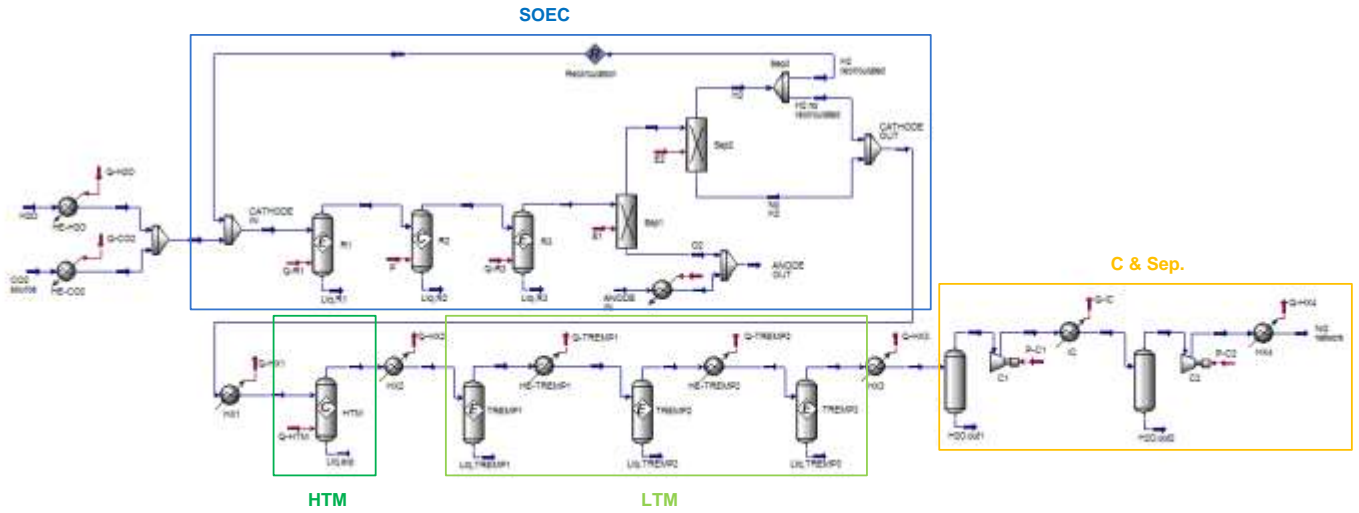 SOEC
Recirculation
H2
recirculated
Sep3
H2 no
recirculated
CATHODE
OUT
Sep2
Q-H2O
H2O
HE-H2O
Q-CO2
CO2
source
HE-CO2
CATHODE
IN
R1
R2
R3
Q-R1
Q-R3
Liq.R1
Liq.R2
Liq.R3
Sep1
O2
ANODE
IN
ANODE
OUT
C & Sep.
Q-HX1
HX1
Q-HTM
HTM
Q-HX2
HX2
TREMP1
Q-TREMP1
HE-TREMP1
TREMP2
Q-TREMP2
HE-TREMP2
TREMP3
Q-HX3
HX3
Liq.TREMP1
Liq.TREMP2
Liq.TREMP3
H2O.out1
C1
P-C1
Q-IC
IC
H2O.out2
C2
P-C2
Q-HX4
HX4
NG
network
HTM
LTM